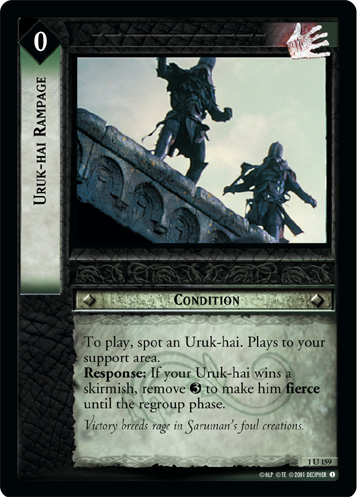 0
URUK-HAI RAMPAGE
CONDITION
To play, spot an Uruk-hai. Plays to your
support area.
Response: If your Uruk-hai wins a
skirmish, remove 3 to make him fierce
until the regroup phase.
Victory breeds rage in Saruman's foul creations.
1 U 159
©NLP ©TE ©2001 DECIPHER